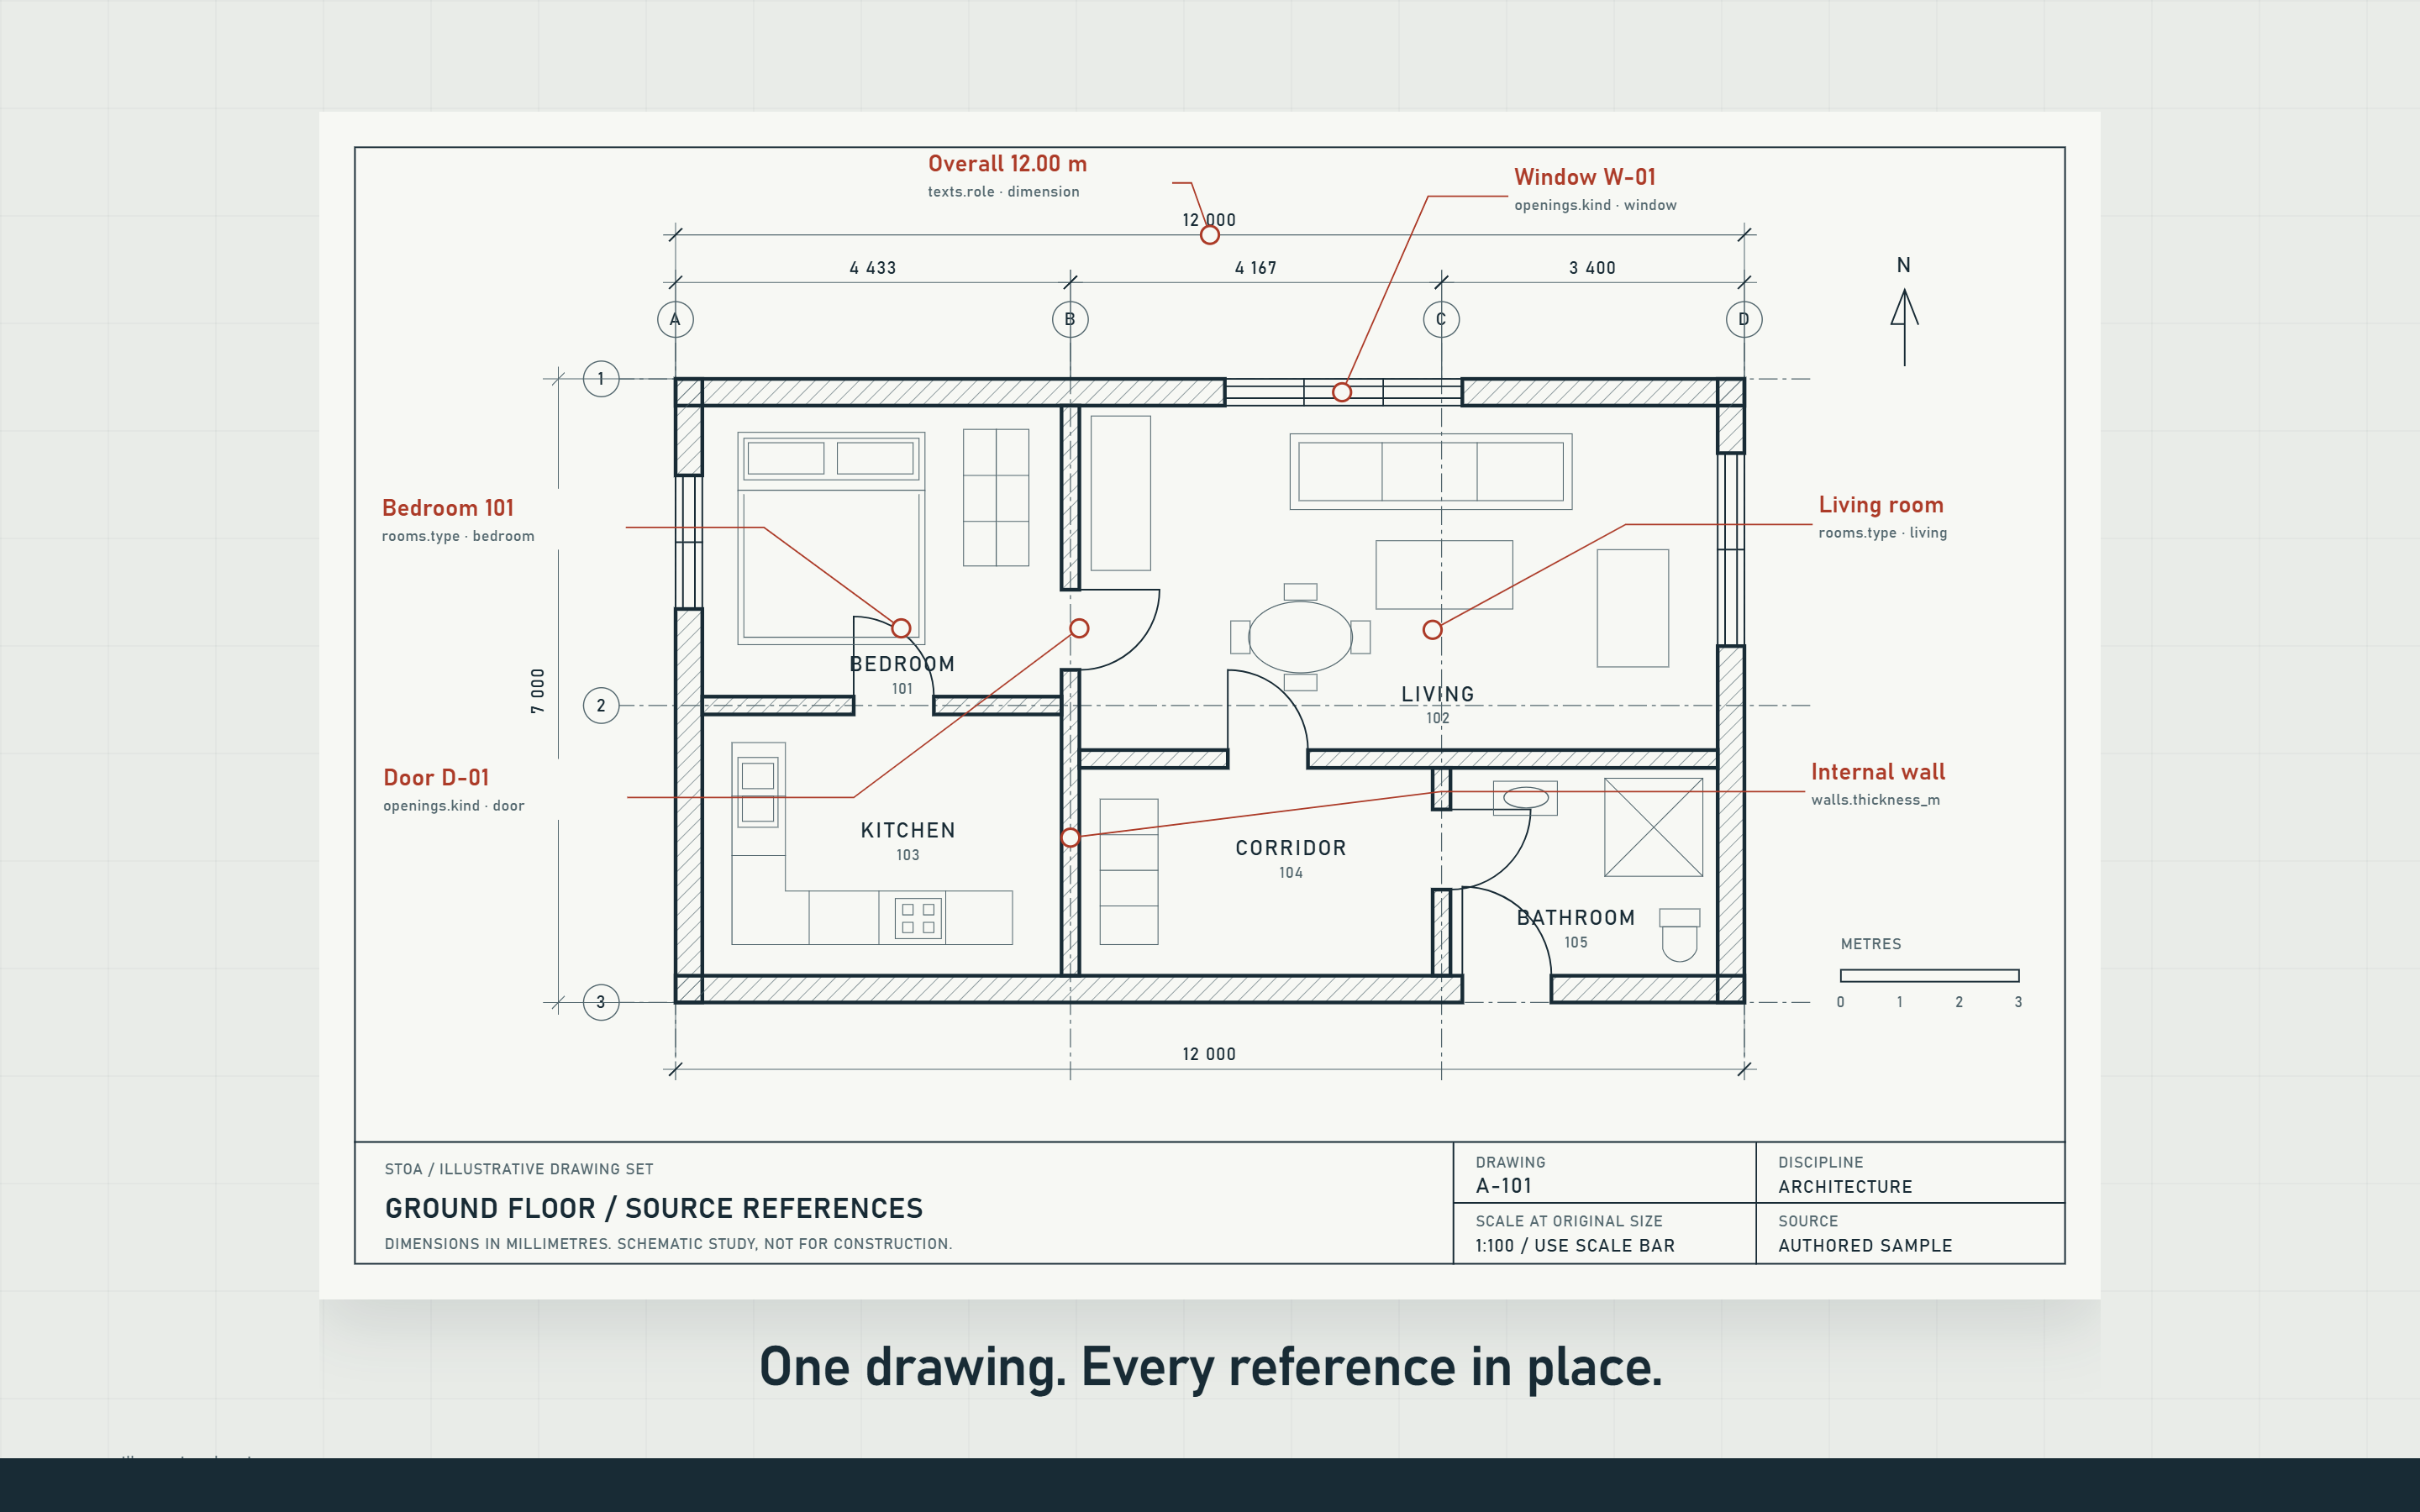 Overall 12.00 m
texts.role · dimension
Window W-01
openings.kind · window
12 000
4 433
4 167
3 400
N
A
B
C
D
1
Bedroom 101
rooms.type · bedroom
Living room
rooms.type · living
BEDROOM
101
7 000
2
LIVING
102
Door D-01
openings.kind · door
Internal wall
walls.thickness_m
KITCHEN
103
CORRIDOR
104
BATHROOM
105
METRES
0 1 2 3
3
12 000
STOA / ILLUSTRATIVE DRAWING SET
GROUND FLOOR / SOURCE REFERENCES
DIMENSIONS IN MILLIMETRES. SCHEMATIC STUDY, NOT FOR CONSTRUCTION.
DRAWING
A-101
DISCIPLINE
ARCHITECTURE
SCALE AT ORIGINAL SIZE
1:100 / USE SCALE BAR
SOURCE
AUTHORED SAMPLE
One drawing. Every reference in place.